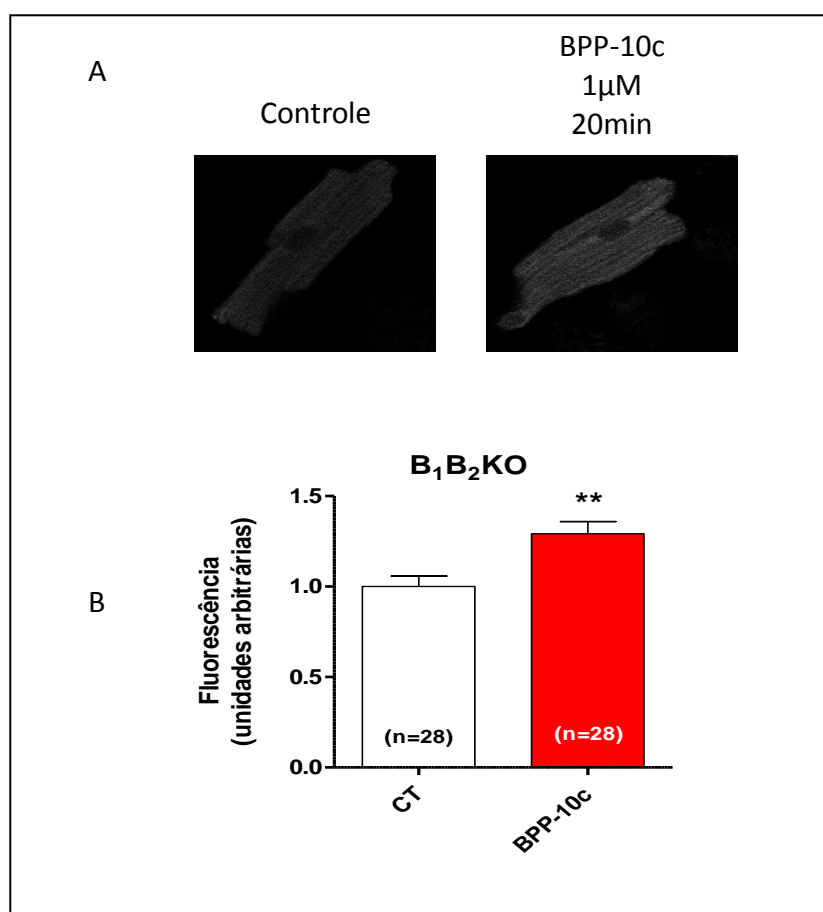 A
Controle
BPP-10c
1µM
20min
B
B₁B₂KO
Fluorescência
(unidades arbitrárias)
1.5
1.0
0.5
0.0
**
(n=28)
(n=28)
CT
BPP-10c